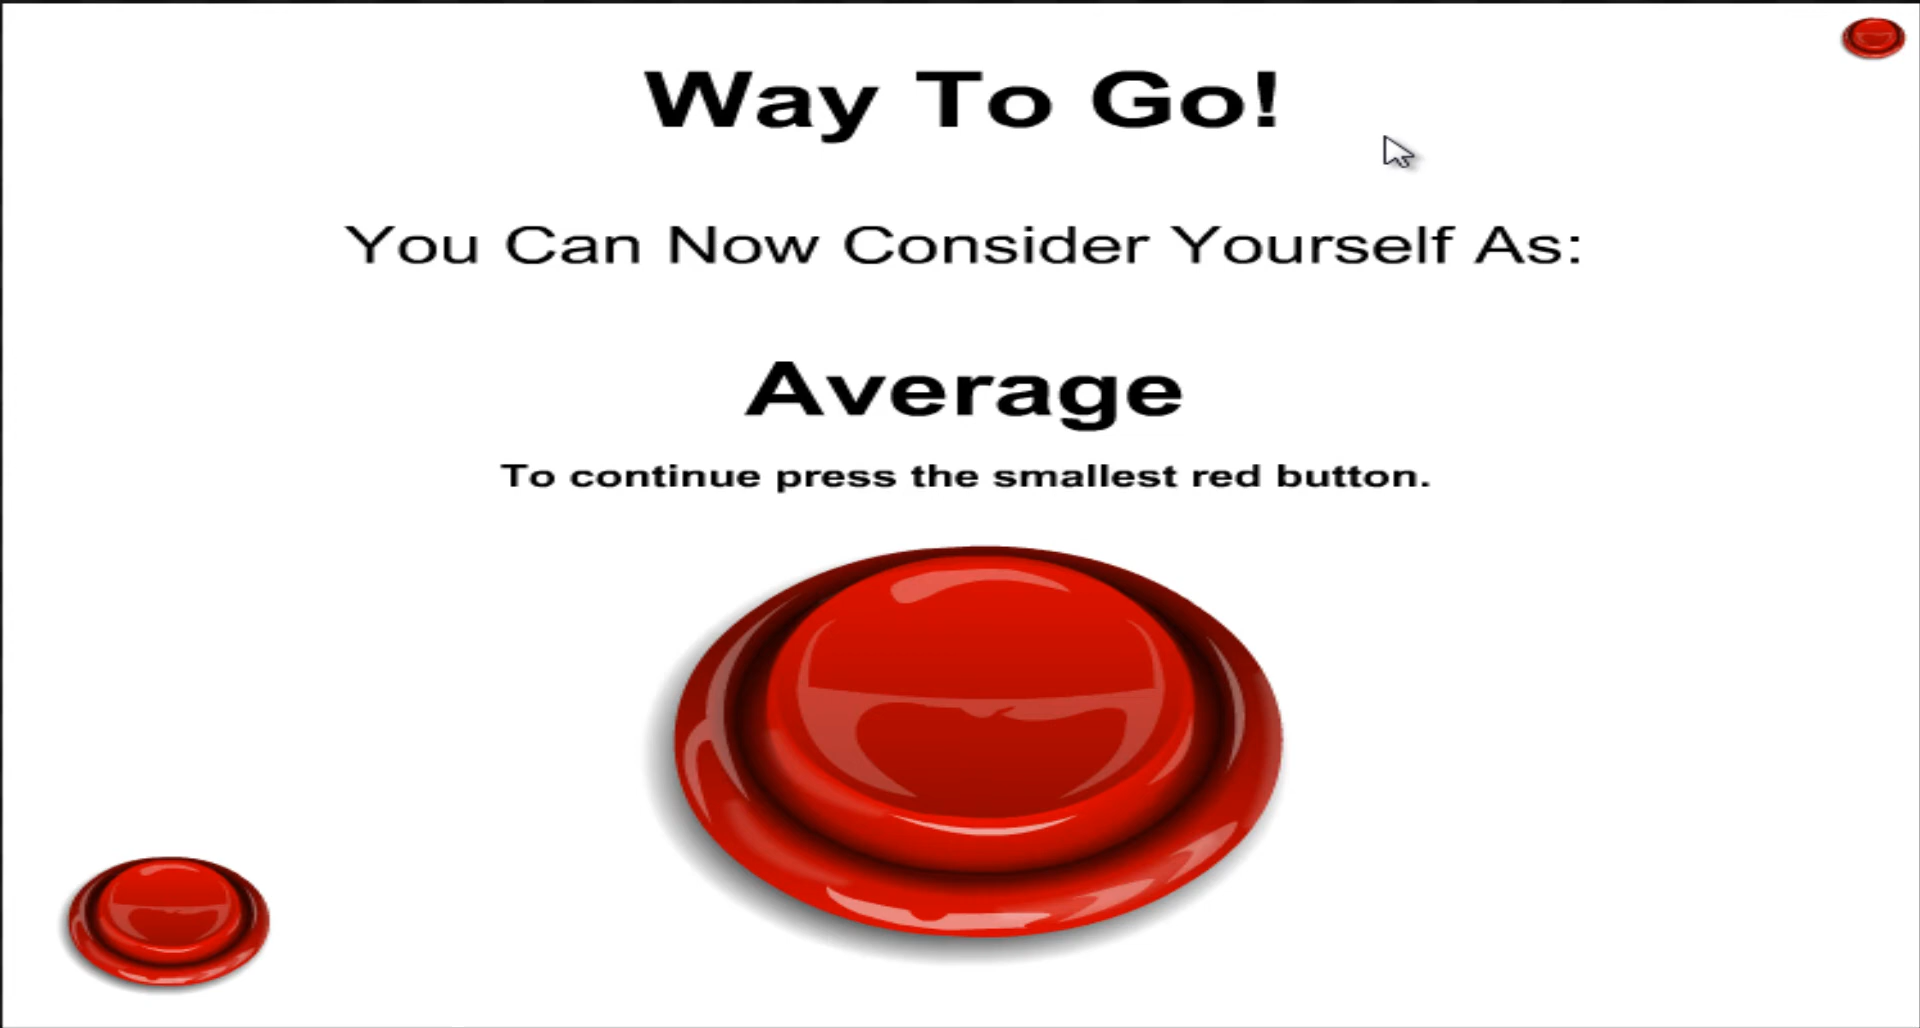 Way To Go!
You Can Now Consider Yourself As:
Average
To continue press the smallest red button.